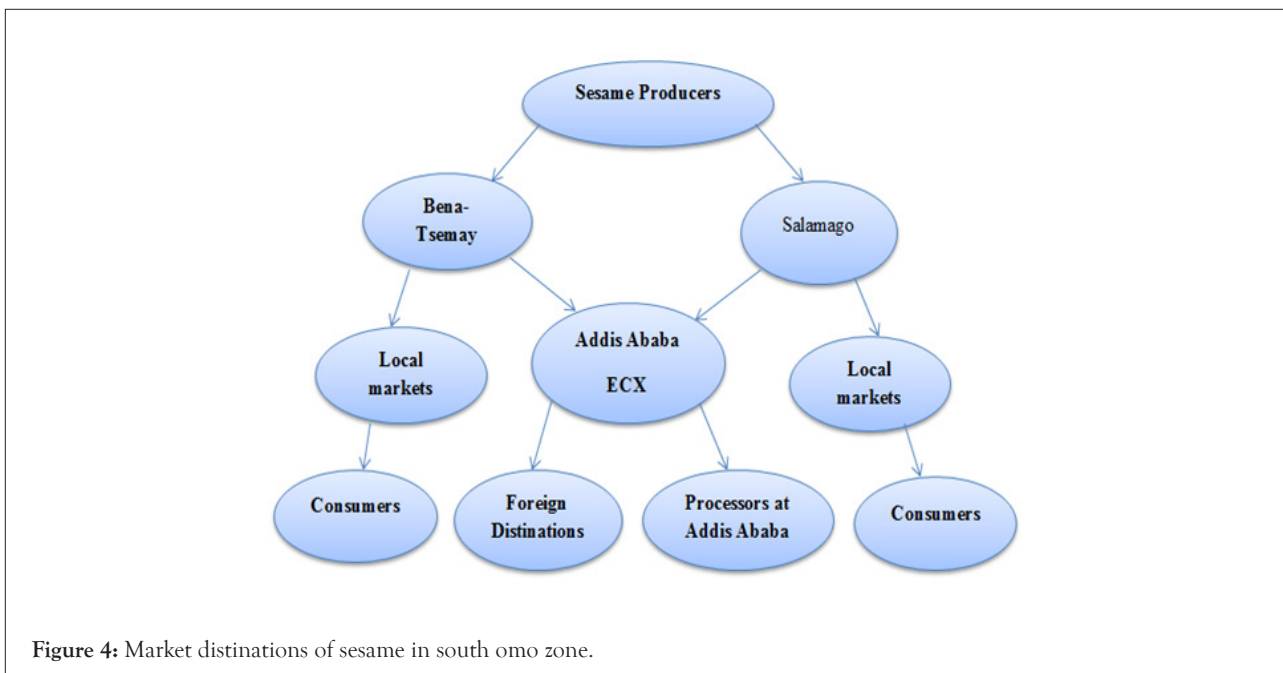 Sesame Producers
Bena-
Tsemay
Salamago
Local
markets
Addis Ababa
ECX
Local
markets
Consumers
Foreign
Distinations
Processors at
Addis Ababa
Consumers
Figure 4: Market distinations of sesame in south omo zone.